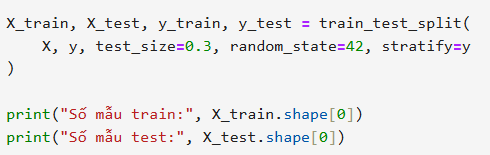 X_train, X_test, y_train, y_test = train_test_split(
    X, y, test_size=0.3, random_state=42, stratify=y
)
print("Số mẫu train:", X_train.shape[0])
print("Số mẫu test:", X_test.shape[0])